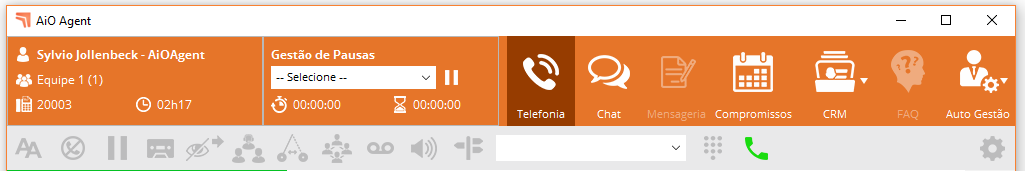 AiO Agent
Sylvio Jollenbeck - AiOAgent
Equipe 1 (1)
20003
02h17
Gestão de Pausas
-- Selecione --
00:00:00
00:00:00
Telefonia
Chat
Mensageria
Compromissos
CRM
FAQ
Auto Gestão
AA